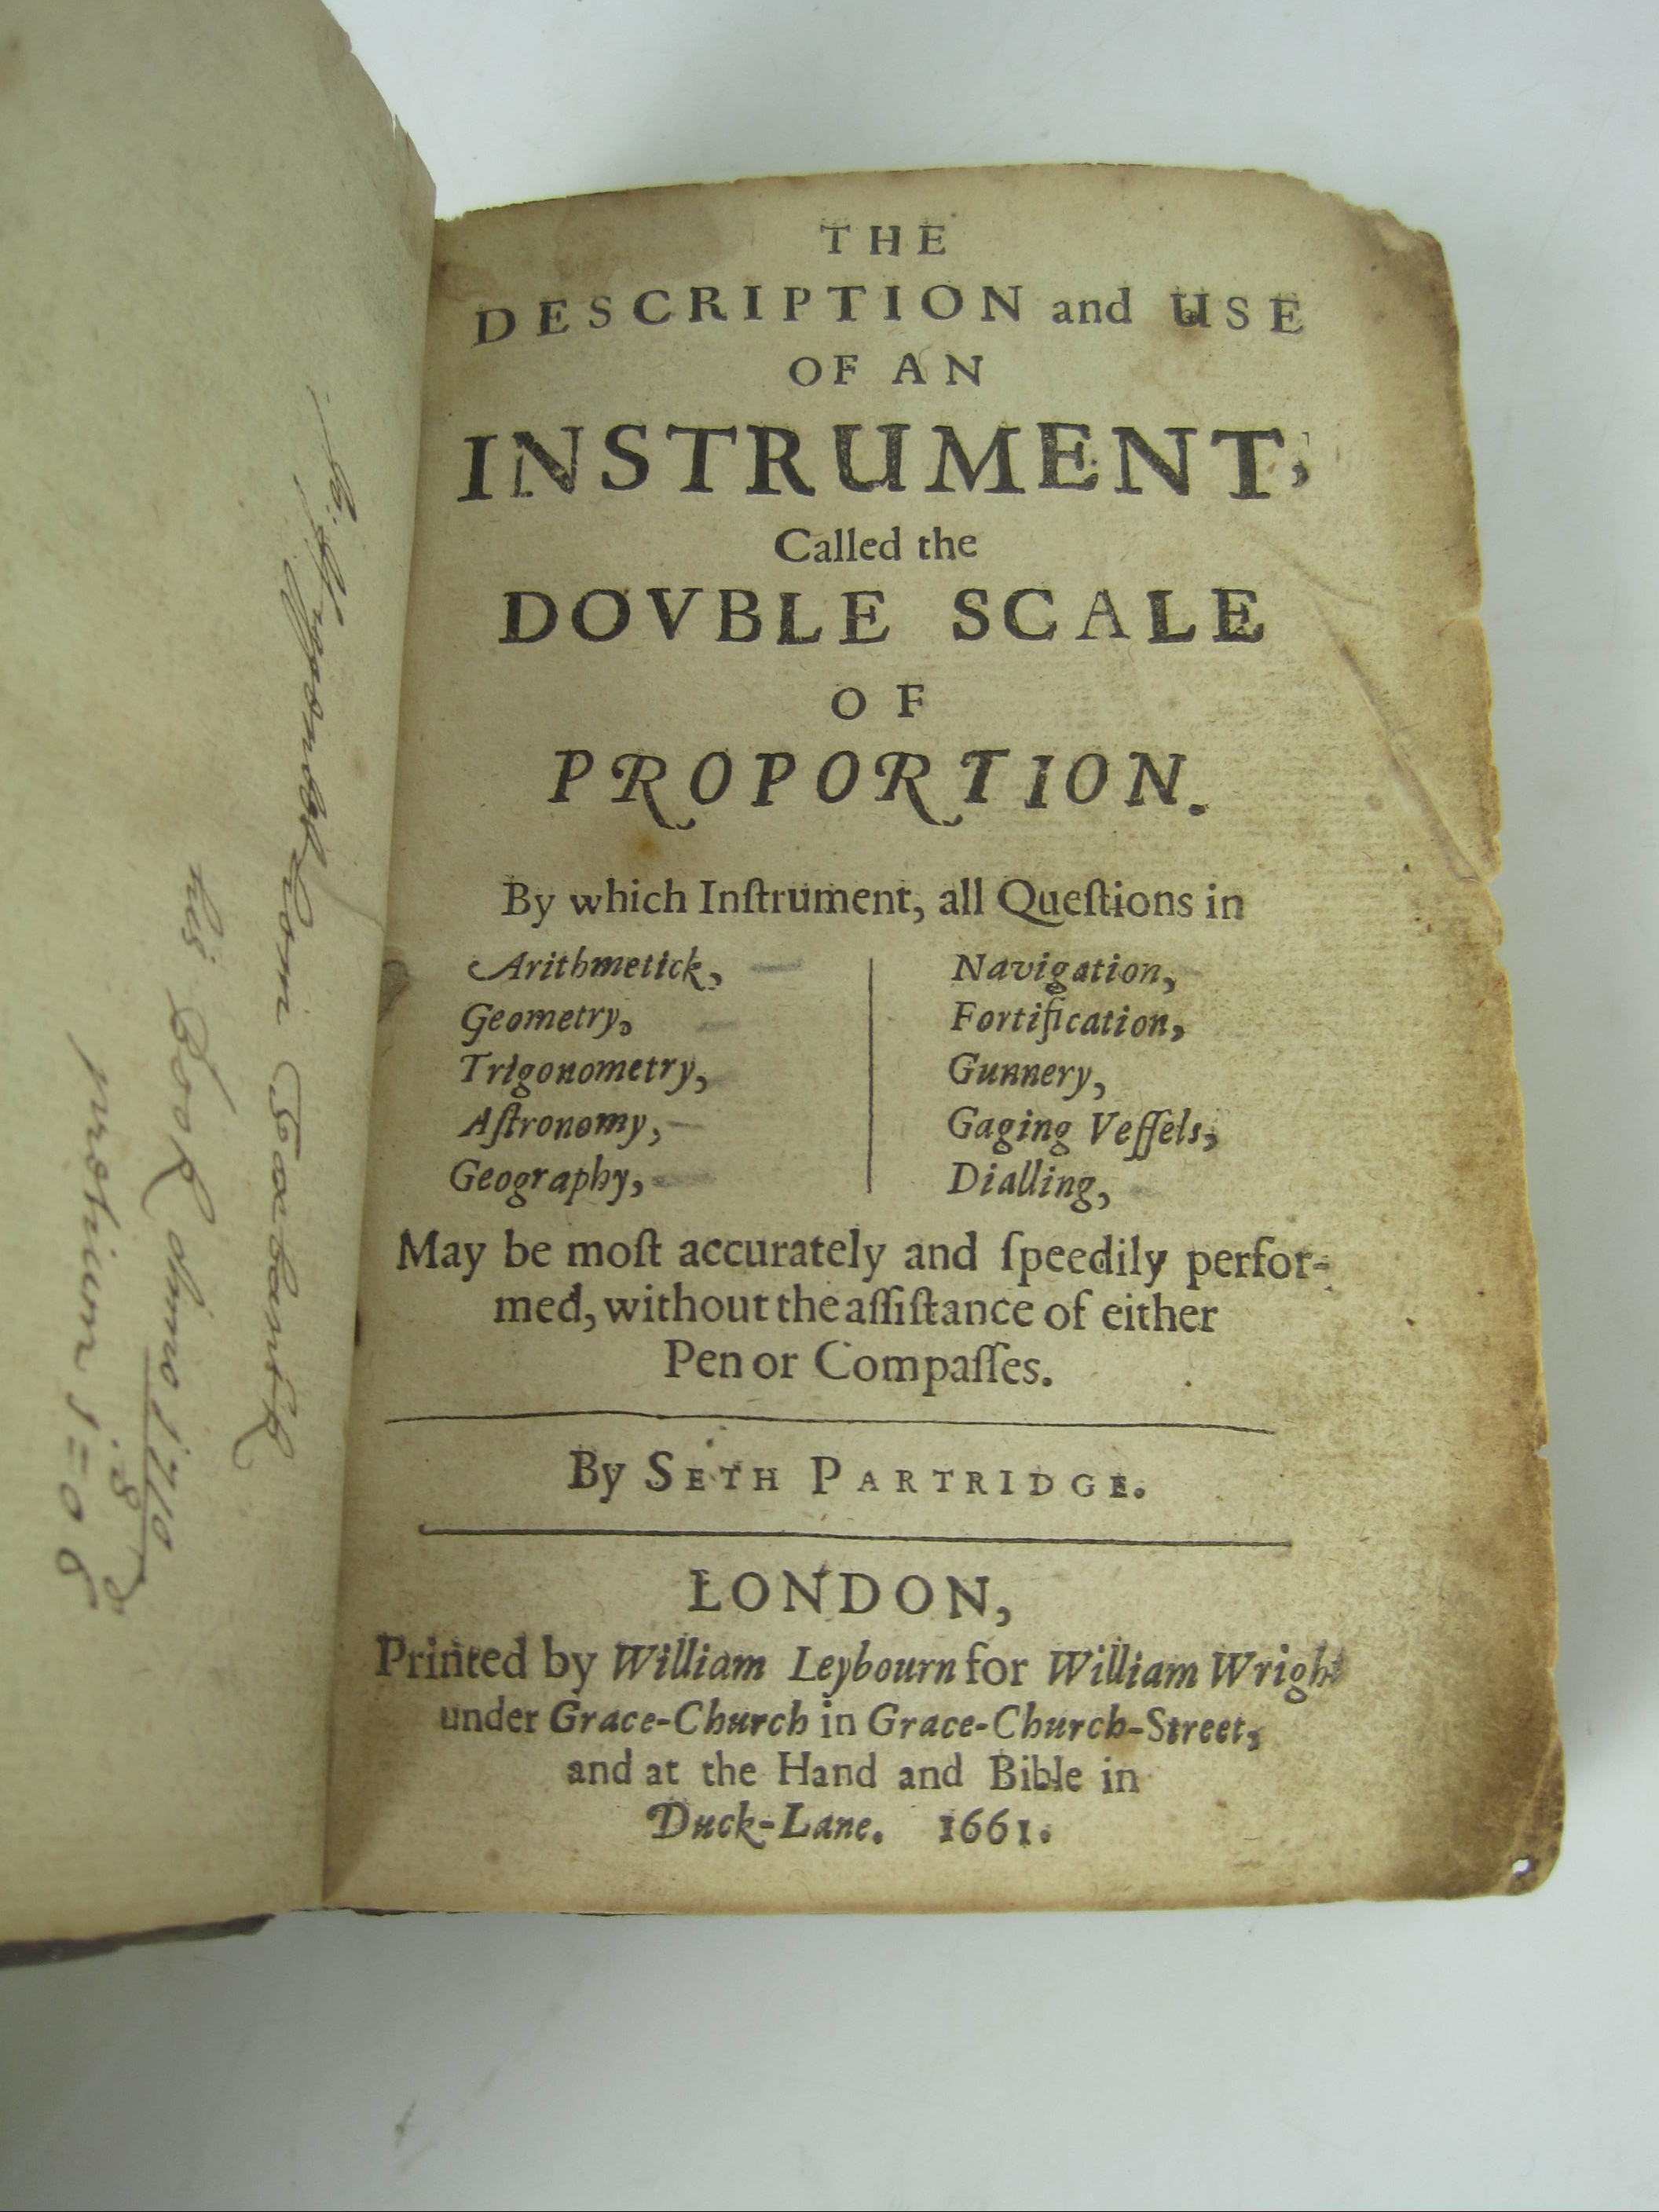 THE
DESCRIPTION and USE
OF AN
INSTRUMENT,
Called the
DOVBLE SCALE
OF
PROPORTION.
By which Inſtrument, all Queſtions in
Arithmetick,
Geometry,
Trigonometry,
Aſtronomy,
Geography,
Navigation,
Fortification,
Gunnery,
Gaging Veſſels,
Dialling,
May be moſt accurately and ſpeedily perfor-
med, without the aſſiſtance of either
Pen or Compaſſes.
By SETH PARTRIDGE.
LONDON,
Printed by William Leybourn for William Wright
under Grace-Church in Grace-Church-Street,
and at the Hand and Bible in
Duck-Lane. 1661.
his Book
pretium